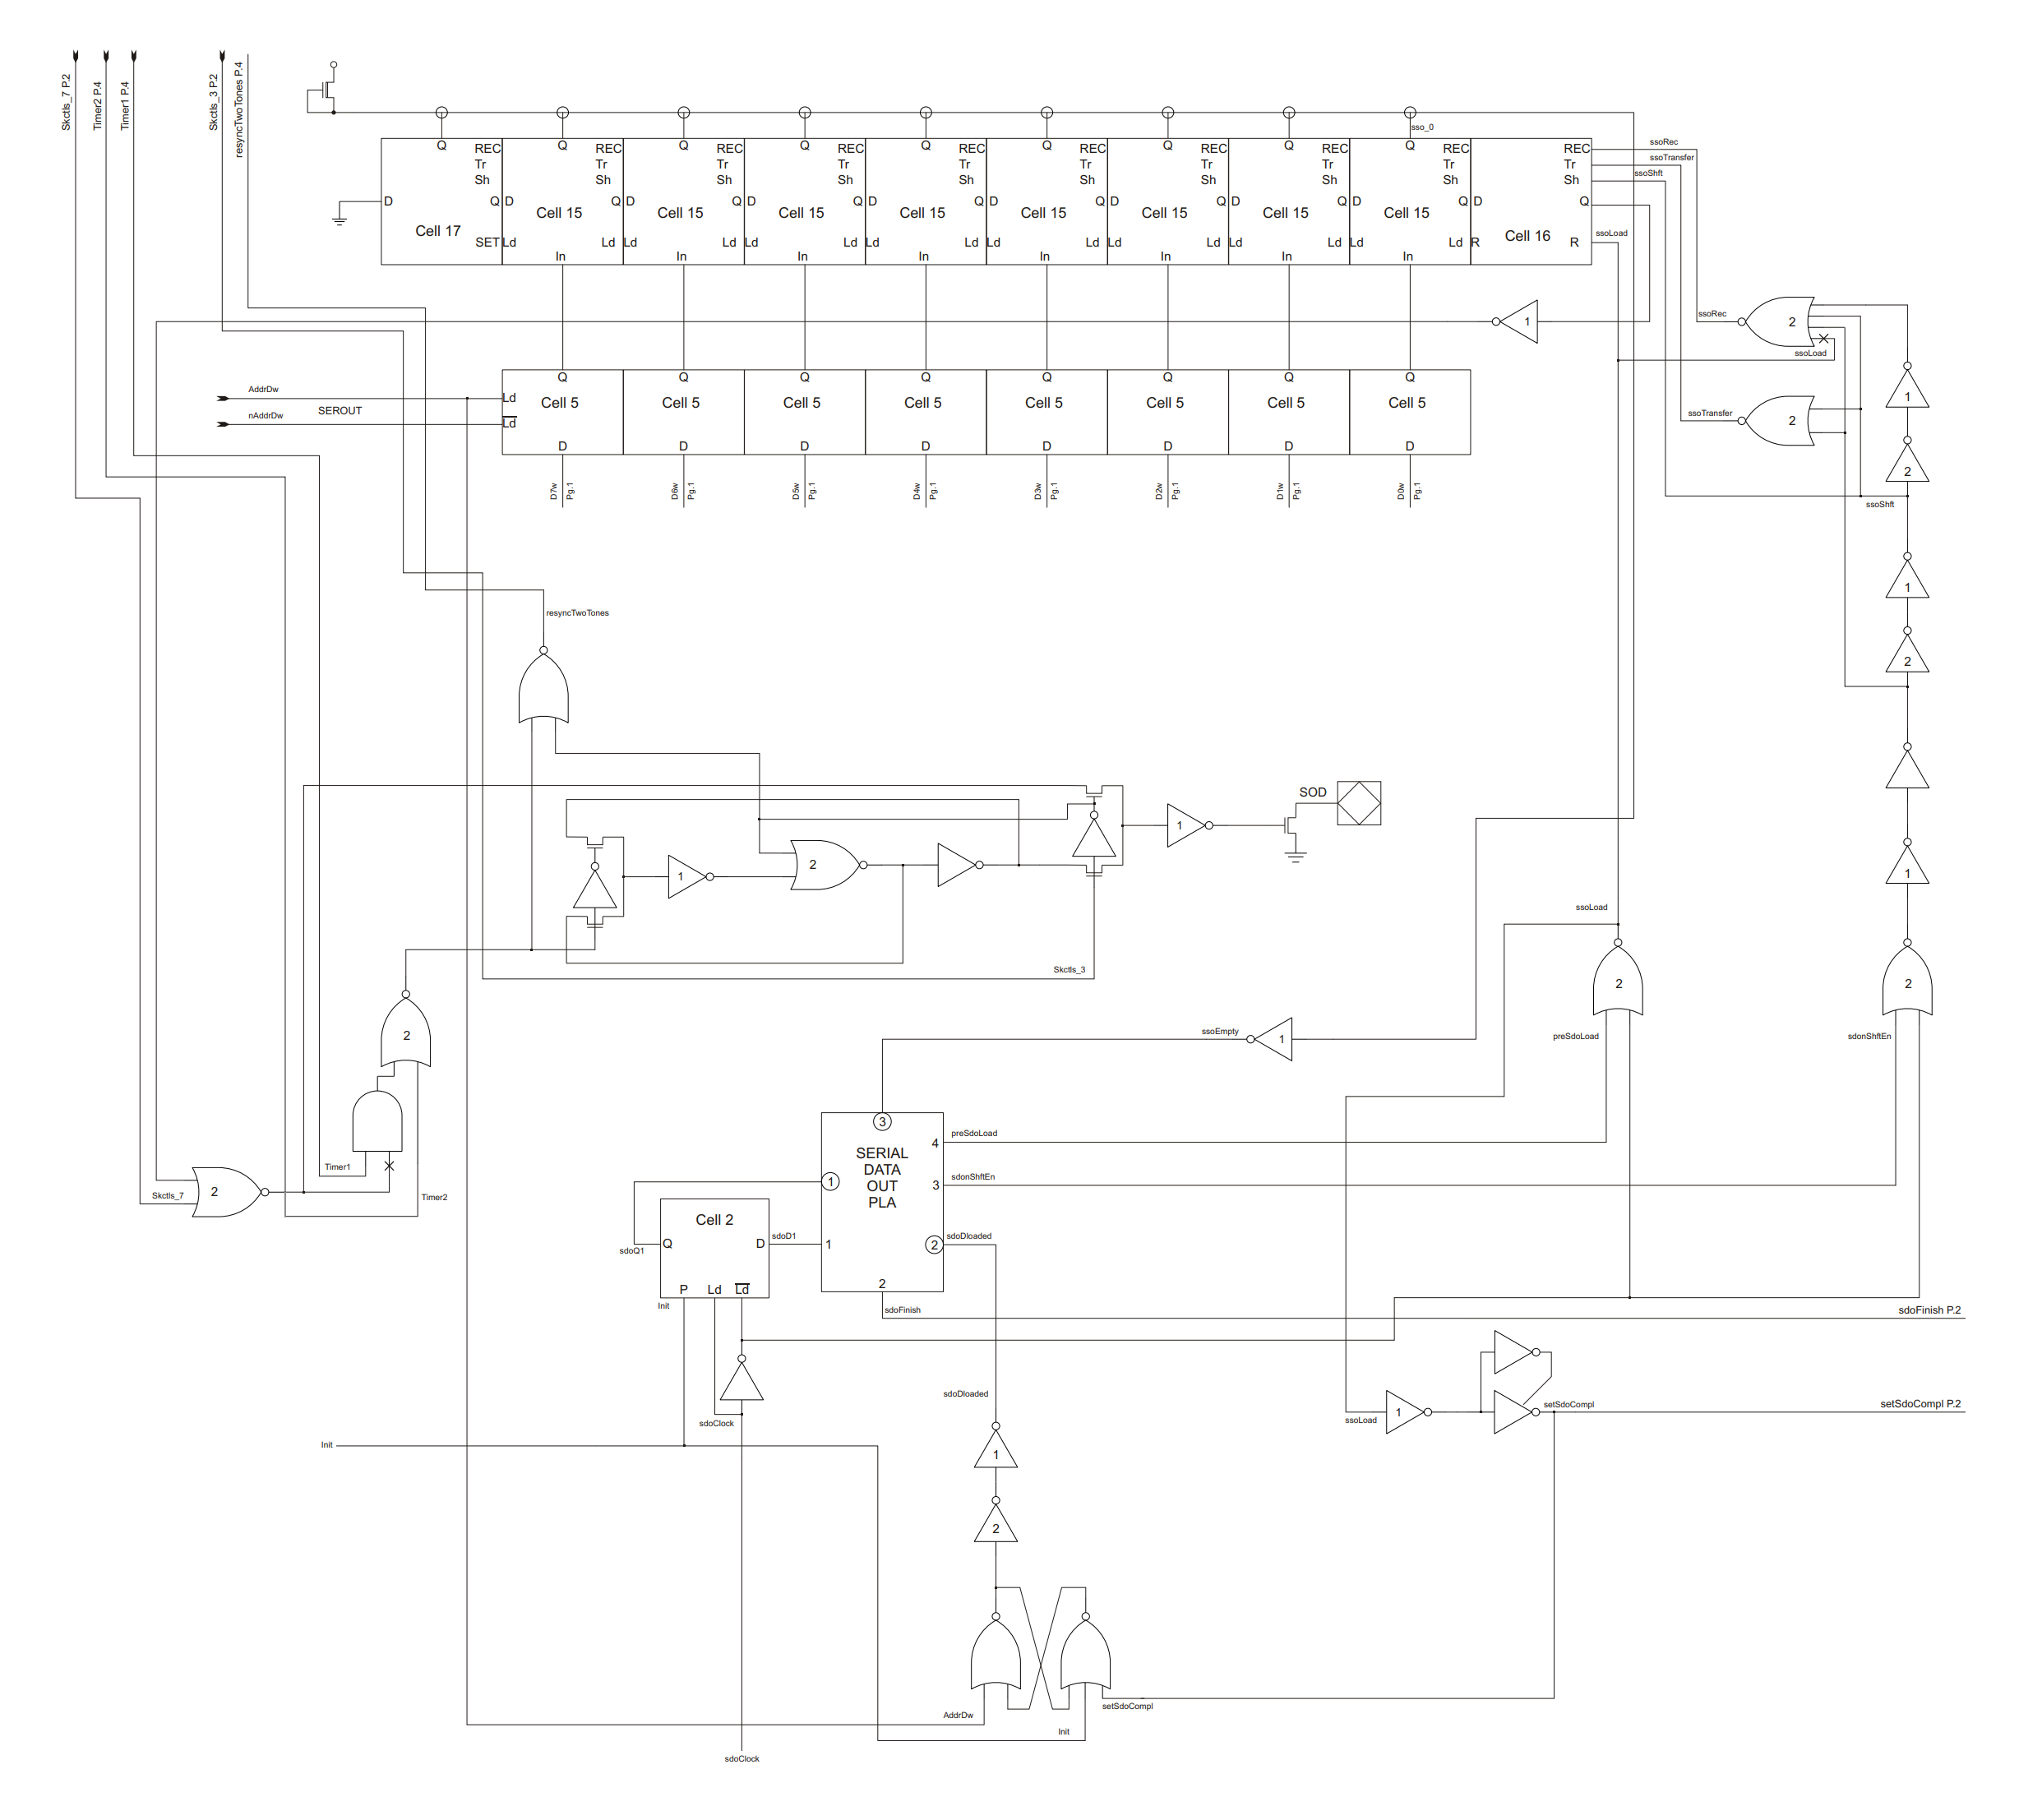 Skctls_7 P.2
Timer2 P.4
Timer1 P.4
Skctls_3 P.2
resyncTwoTones P.4
sso_0
Q Q Q Q Q Q Q Q Q
REC REC REC REC REC REC REC REC REC REC
Tr Tr Tr Tr Tr Tr Tr Tr Tr Tr
Sh Sh Sh Sh Sh Sh Sh Sh Sh Sh
ssoRec
ssoTransfer
ssoShft
D Q D Q D Q D Q D Q D Q D Q D Q D Q D Q
Cell 17 Cell 15 Cell 15 Cell 15 Cell 15 Cell 15 Cell 15 Cell 15 Cell 15 Cell 16
SET Ld Ld Ld Ld Ld Ld Ld Ld Ld Ld Ld Ld Ld Ld Ld Ld R R
ssoLoad
In In In In In In In In
1
ssoRec
2
ssoLoad
Q Q Q Q Q Q Q Q
AddrDw
Ld
Cell 5 Cell 5 Cell 5 Cell 5 Cell 5 Cell 5 Cell 5 Cell 5
nAddrDw
SEROUT
Ld
D D D D D D D D
ssoTransfer
2
1
2
D7w Pg.1
D6w Pg.1
D5w Pg.1
D4w Pg.1
D3w Pg.1
D2w Pg.1
D1w Pg.1
D0w Pg.1
ssoShft
1
2
resyncTwoTones
SOD
1
2
1
1
Skctls_3
ssoLoad
2
2
2
ssoEmpty
1
preSdoLoad
sdonShftEn
3
SERIAL
DATA
OUT
PLA
4
preSdoLoad
1
3
sdonShftEn
Timer1
Skctls_7
2
Timer2
Cell 2
sdoQ1
Q
D
sdoD1
1
2
sdoDloaded
P Ld Ld
Init
2
sdoFinish
sdoFinish P.2
sdoClock
sdoDloaded
ssoLoad
1
setSdoCompl
setSdoCompl P.2
Init
1
2
setSdoCompl
AddrDw
Init
sdoClock